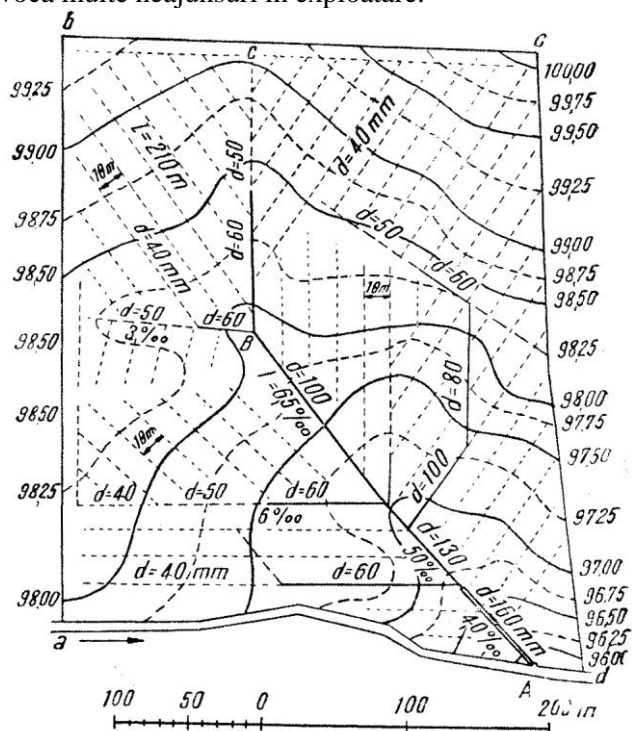 multe neajunsuri în exploatare.
b
c
c
100,00
99,75
99,50
99,25
99,00
98,75
98,50
98,25
98,00
97,75
97,50
97,25
97,00
96,75
96,50
96,25
96,00
99,25
99,00
98,75
98,50
98,50
98,50
98,25
98,00
l=210 m
18m
d=40 mm
d=50
d=60
d=40 mm
d=50
d=60
18m
d=50
3‰
d=60
B
d=100
d=80
18m
d=40
d=50
d=60
6‰
d=100
d=130
50‰
d=40 mm
d=60
d=160 mm
40‰
a
A
d
100 50 0 100 200 m